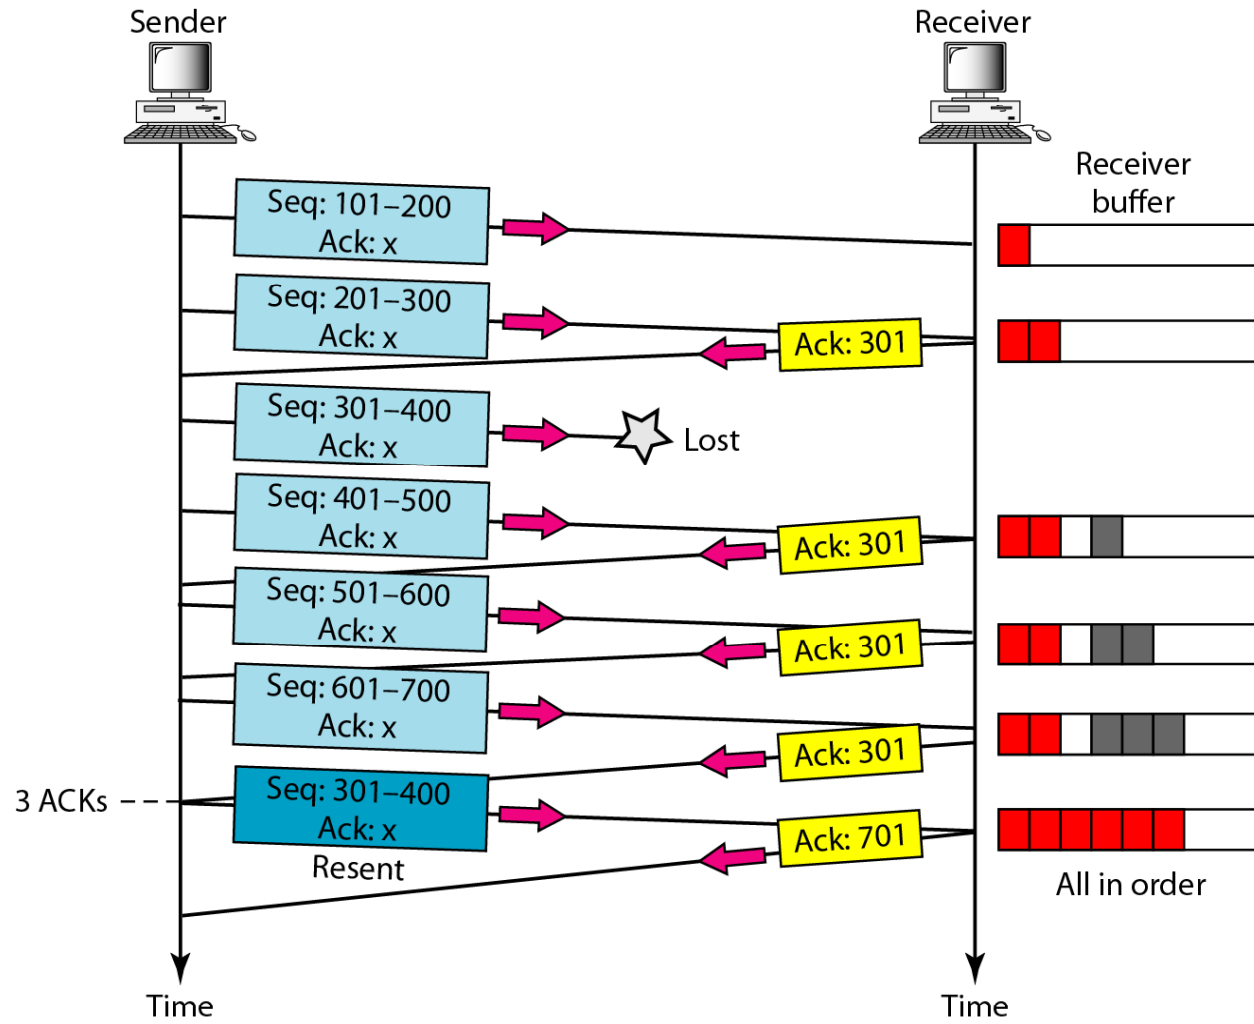 Sender
Receiver
Receiver
buffer
Seq: 101–200
Ack: x
Seq: 201–300
Ack: x
Ack: 301
Seq: 301–400
Ack: x
Lost
Seq: 401–500
Ack: x
Ack: 301
Seq: 501–600
Ack: x
Ack: 301
Seq: 601–700
Ack: x
Ack: 301
3 ACKs
Seq: 301–400
Ack: x
Resent
Ack: 701
All in order
Time
Time